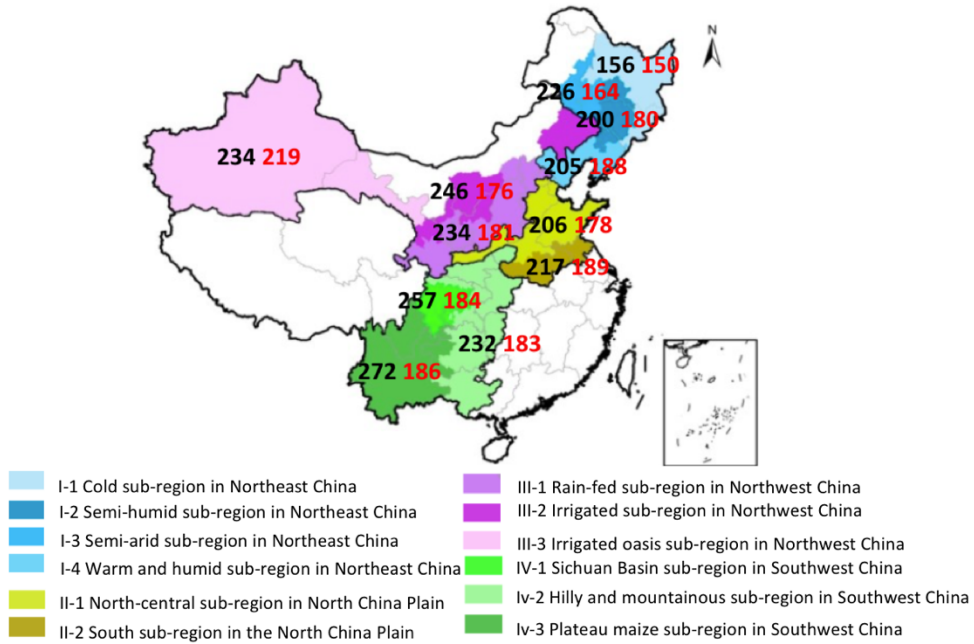 N
156 150
226 164
200 180
234 219
205 188
246 176
206 178
234 181
217 189
257 184
232 183
272 186
I-1 Cold sub-region in Northeast China
I-2 Semi-humid sub-region in Northeast China
I-3 Semi-arid sub-region in Northeast China
I-4 Warm and humid sub-region in Northeast China
II-1 North-central sub-region in North China Plain
II-2 South sub-region in the North China Plain
III-1 Rain-fed sub-region in Northwest China
III-2 Irrigated sub-region in Northwest China
III-3 Irrigated oasis sub-region in Northwest China
IV-1 Sichuan Basin sub-region in Southwest China
Iv-2 Hilly and mountainous sub-region in Southwest China
Iv-3 Plateau maize sub-region in Southwest China